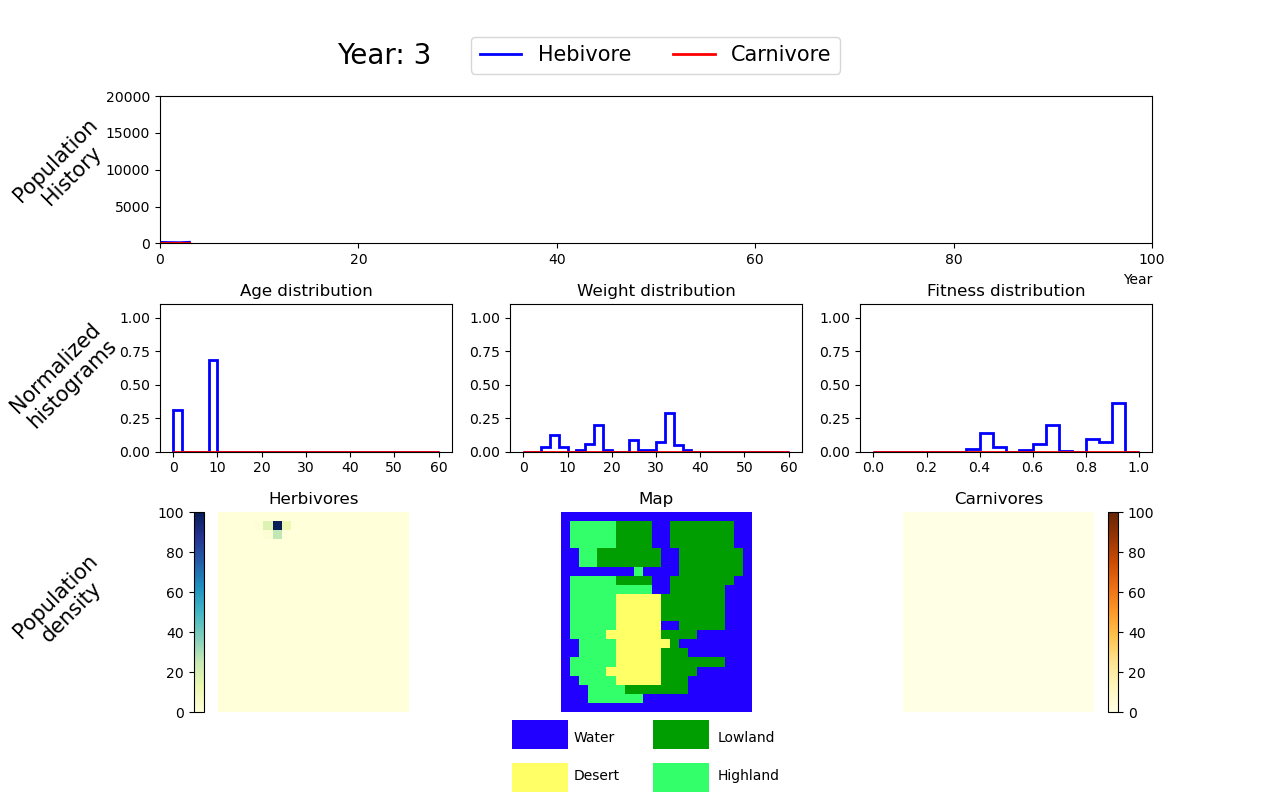 Year: 3
Hebivore
Carnivore
Population
History
20000
15000
10000
5000
0
0 20 40 60 80 100
Year
Normalized
histograms
Age distribution
1.00
0.75
0.50
0.25
0.00
0 10 20 30 40 50 60
Weight distribution
1.00
0.75
0.50
0.25
0.00
0 10 20 30 40 50 60
Fitness distribution
1.00
0.75
0.50
0.25
0.00
0.0 0.2 0.4 0.6 0.8 1.0
Population
density
Herbivores
100
80
60
40
20
0
Map
Carnivores
100
80
60
40
20
0
Water
Lowland
Desert
Highland